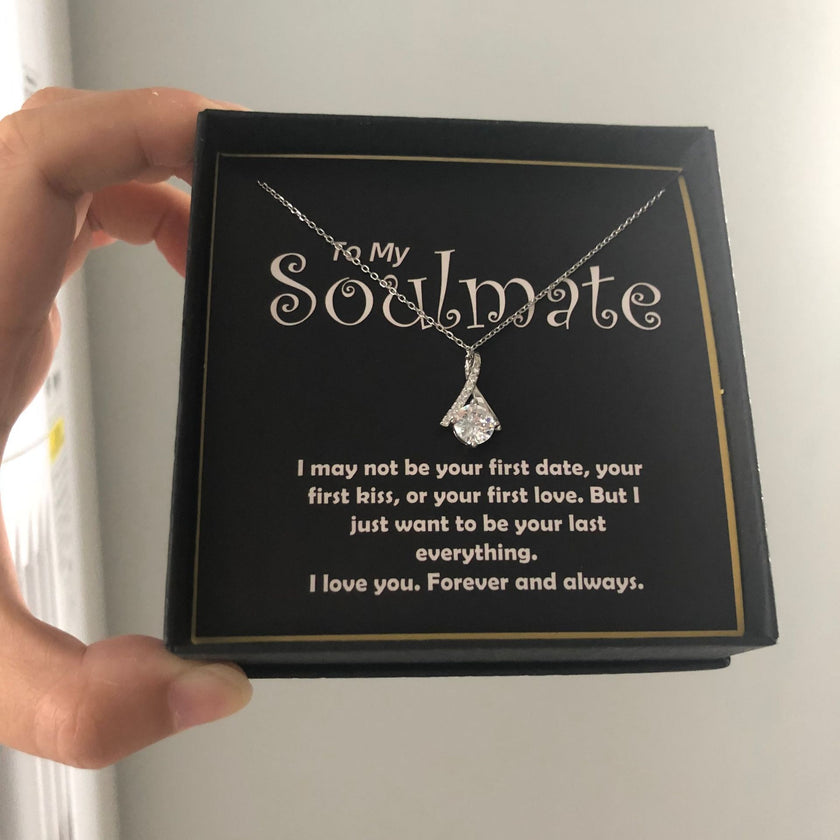 To My
Soulmate
I may not be your first date, your
first kiss, or your first love. But I
just want to be your last
everything.
I love you. Forever and always.